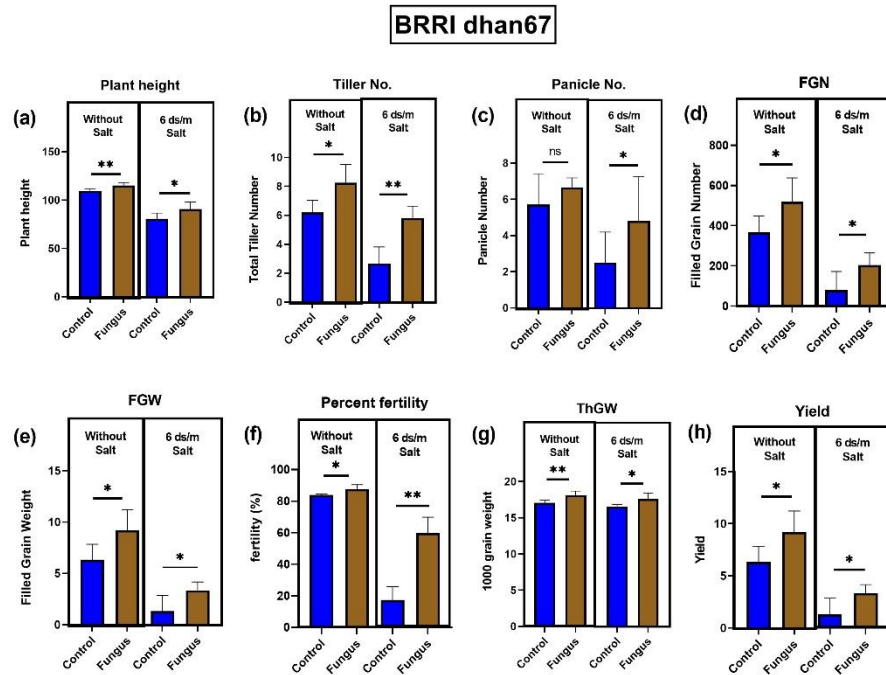 BRRI dhan67
(a)
Plant height
Without
Salt
6 ds/m
Salt
**
*
Plant height
150
100
50
0
Control
Fungus
Control
Fungus
(b)
Tiller No.
Without
Salt
6 ds/m
Salt
*
**
Total Tiller Number
10
8
6
4
2
0
Control
Fungus
Control
Fungus
(c)
Panicle No.
Without
Salt
6 ds/m
Salt
ns
*
Panicle Number
8
6
4
2
0
Control
Fungus
Control
Fungus
(d)
FGN
Without
Salt
6 ds/m
Salt
*
*
Filled Grain Number
800
600
400
200
0
Control
Fungus
Control
Fungus
(e)
FGW
Without
Salt
6 ds/m
Salt
*
*
Filled Grain Weight
15
10
5
0
Control
Fungus
Control
Fungus
(f)
Percent fertility
Without
Salt
6 ds/m
Salt
*
**
fertility (%)
100
80
60
40
20
0
Control
Fungus
Control
Fungus
(g)
ThGW
Without
Salt
6 ds/m
Salt
**
*
1000 grain weight
20
15
10
5
0
Control
Fungus
Control
Fungus
(h)
Yield
Without
Salt
6 ds/m
Salt
*
*
Yield
15
10
5
0
Control
Fungus
Control
Fungus